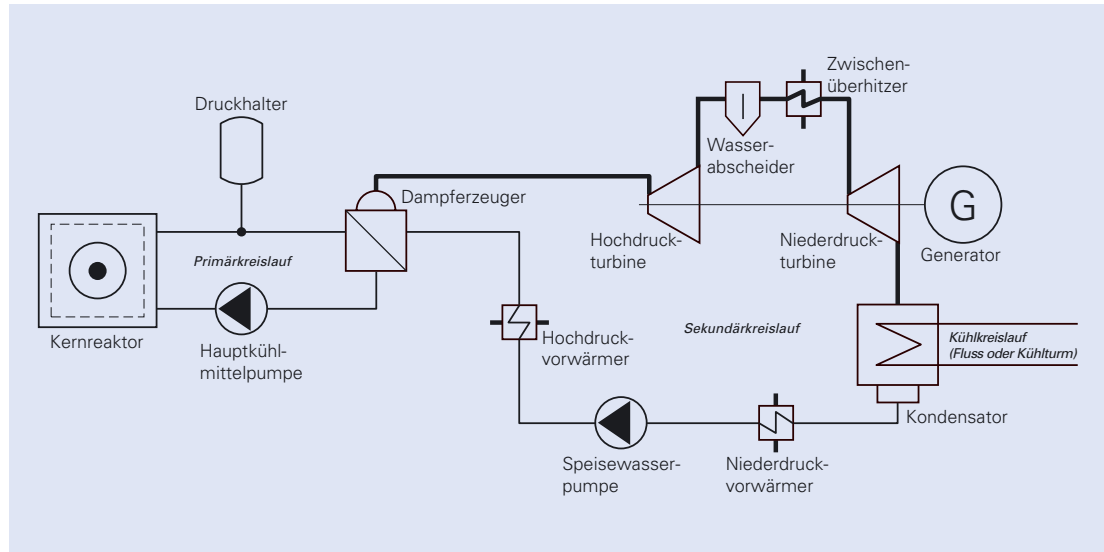 Zwischen-
überhitzer
Druckhalter
Wasser-
abscheider
Dampferzeuger
G
Hochdruck-
turbine
Niederdruck-
turbine
Generator
Primärkreislauf
Kernreaktor
Hauptkühl-
mittelpumpe
Hochdruck-
vorwärmer
Sekundärkreislauf
Kühlkreislauf
(Fluss oder Kühlturm)
Kondensator
Speisewasser-
pumpe
Niederdruck-
vorwärmer